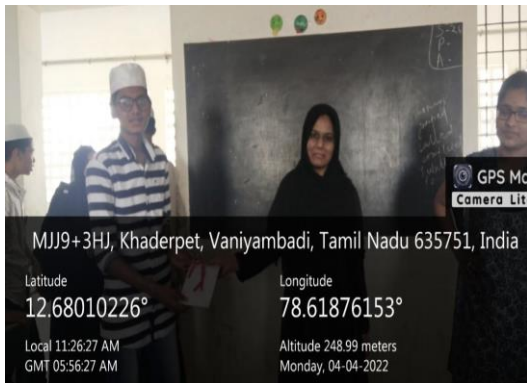 S-26
P-
A-
GPS Ma
Camera Lit
MJJ9+3HJ, Khaderpet, Vaniyambadi, Tamil Nadu 635751, India
Latitude
12.68010226°
Longitude
78.61876153°
Local 11:26:27 AM
GMT 05:56:27 AM
Altitude 248.99 meters
Monday, 04-04-2022